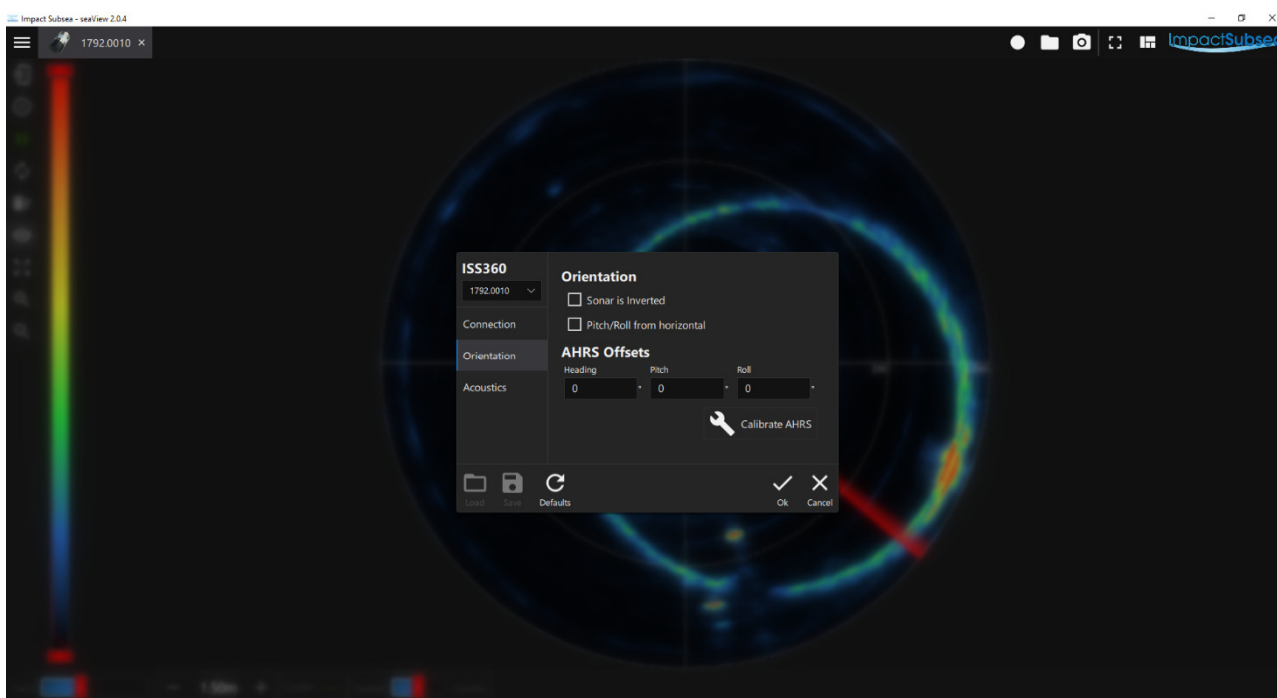 Impact Subsea - seaView 2.0.4
1792.0010
ImpactSubsea
ISS360
1792.0010
Connection
Orientation
Acoustics
Orientation
Sonar is Inverted
Pitch/Roll from horizontal
AHRS Offsets
Heading Pitch Roll
0 ° 0 ° 0 °
Calibrate AHRS
Load Save Defaults Ok Cancel
1.50m